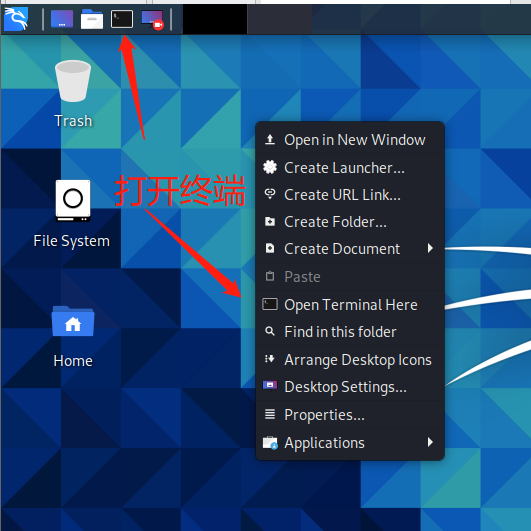 Trash
打开终端
File System
Home
Open in New Window
Create Launcher...
Create URL Link...
Create Folder...
Create Document
Paste
Open Terminal Here
Find in this folder
Arrange Desktop Icons
Desktop Settings...
Properties...
Applications